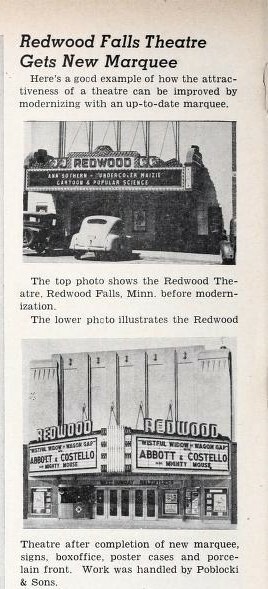 Redwood Falls Theatre
Gets New Marquee
Here's a good example of how the attrac-
tiveness of a theatre can be improved by
modernizing with an up-to-date marquee.
REDWOOD
ANN SOTHERN - UNDERCOVER MAIZIE
CARTOON & POPULAR SCIENCE
The top photo shows the Redwood The-
atre, Redwood Falls, Minn. before modern-
ization.
The lower photo illustrates the Redwood
REDWOOD
REDWOOD
"WISTFUL WIDOW OF WAGON GAP"
ABBOTT & COSTELLO
MIGHTY MOUSE
"WISTFUL WIDOW OF WAGON GAP"
ABBOTT & COSTELLO
MIGHTY MOUSE
Theatre after completion of new marquee,
signs, boxoffice, poster cases and porce-
lain front. Work was handled by Poblocki
& Sons.